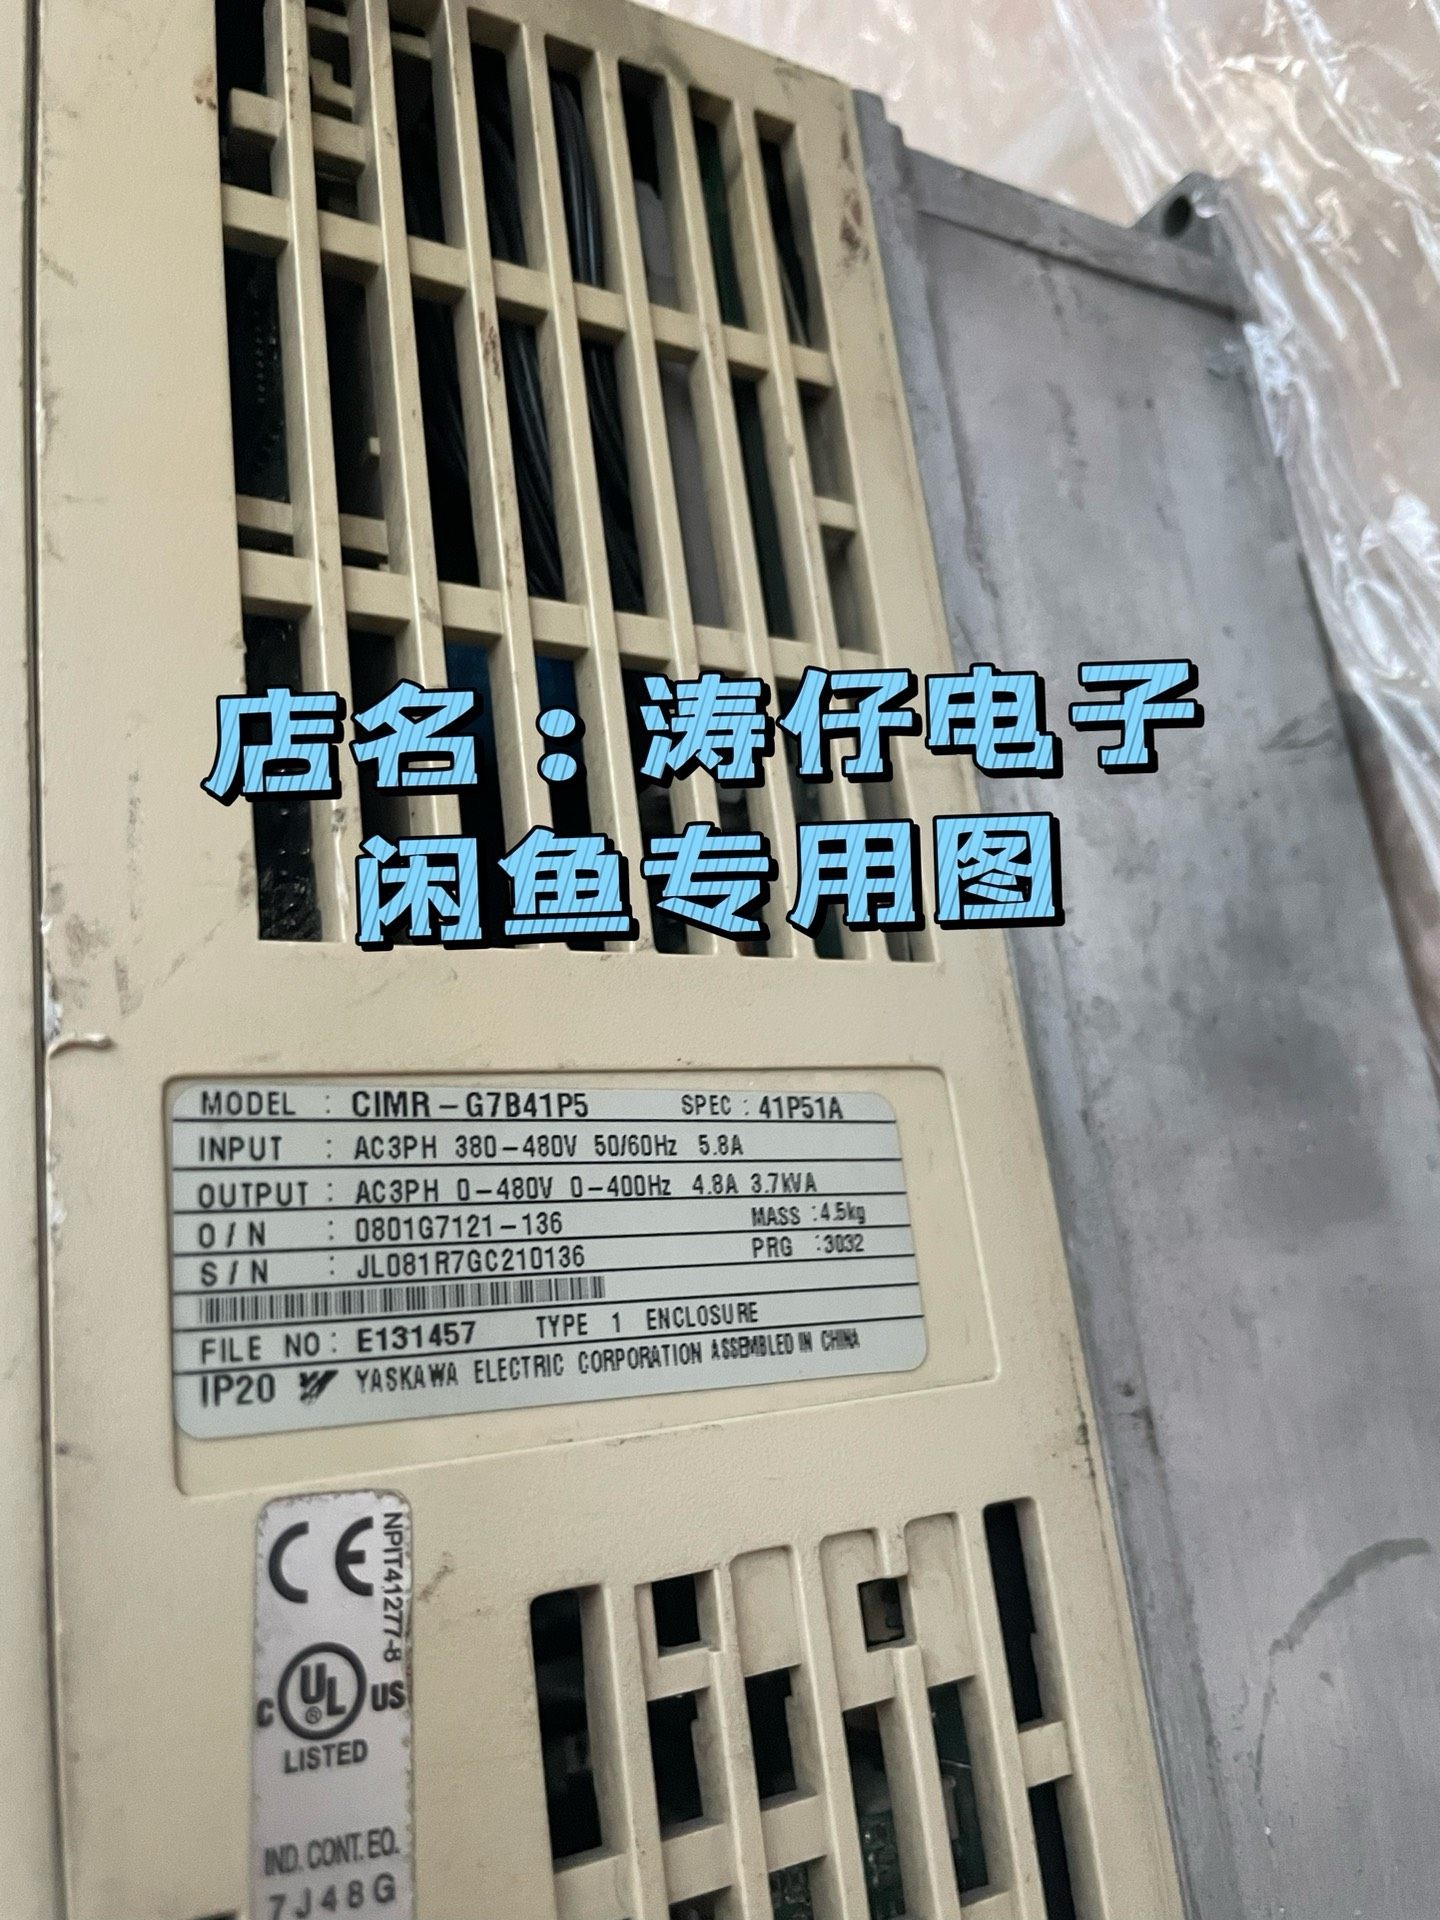 店名：涛仔电子
闲鱼专用图
MODEL : CIMR-G7B41P5 SPEC : 41P51A
INPUT : AC3PH 380-480V 50/60Hz 5.8A
OUTPUT : AC3PH 0-480V 0-400Hz 4.8A 3.7kVA
O/N : 0801G7121-136 MASS :4.5kg
S/N : JL081R7GC210136 PRG :3032
FILE NO : E131457 TYPE 1 ENCLOSURE
IP20 YASKAWA ELECTRIC CORPORATION ASSEMBLED IN CHINA
CE
NPIT41277-8
C UL ® US
LISTED
IND. CONT. EQ.
7J48G